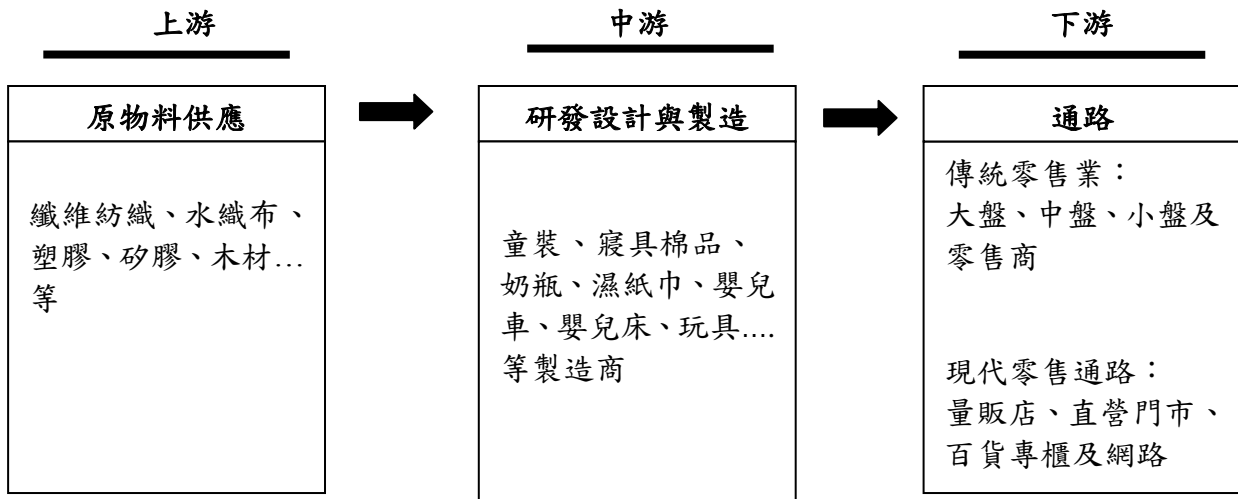 上游
中游
下游
原物料供應
研發設計與製造
通路
纖維紡織、水織布、
塑膠、矽膠、木材…
等
童裝、寢具棉品、
奶瓶、濕紙巾、嬰兒
車、嬰兒床、玩具....
等製造商
傳統零售業：
大盤、中盤、小盤及
零售商
現代零售通路：
量販店、直營門市、
百貨專櫃及網路